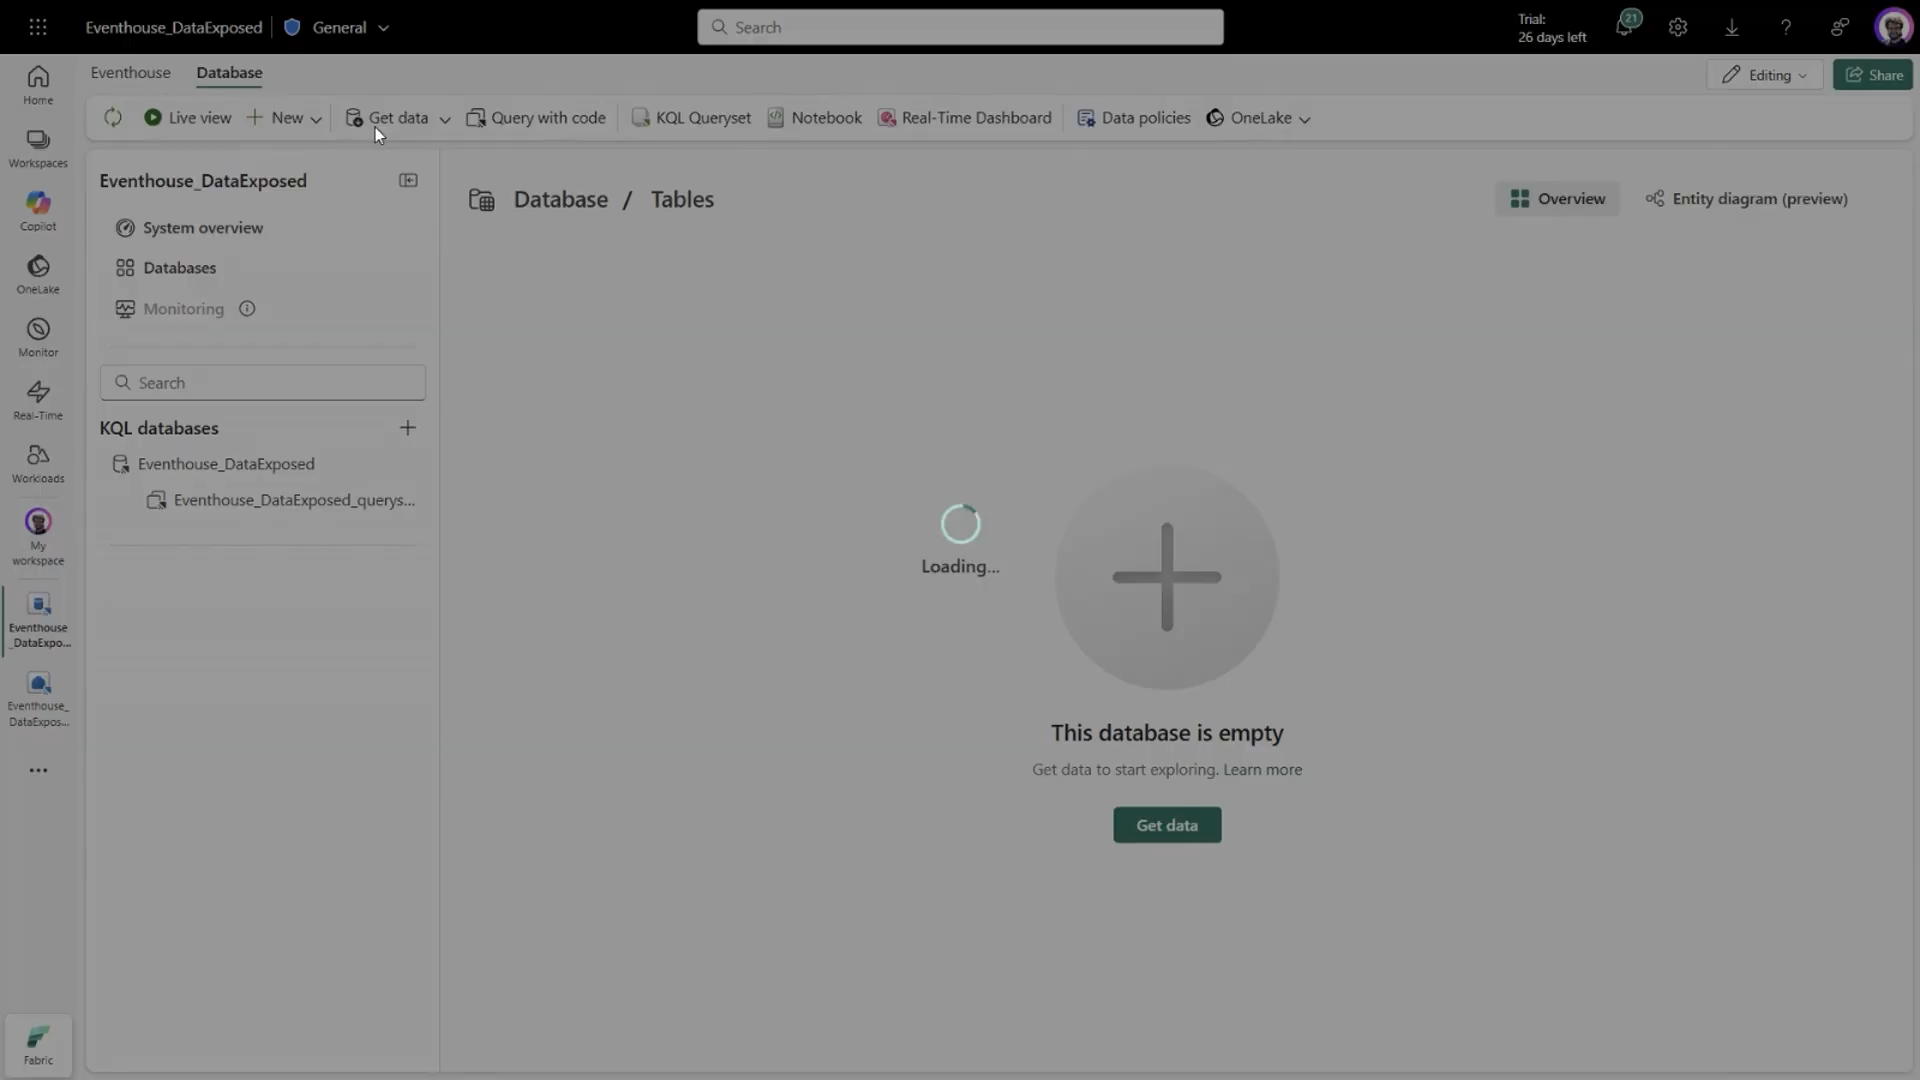 Eventhouse_DataExposed
General
Search
Trial:
26 days left
21
Eventhouse
Database
Editing
Share
Live view
New
Get data
Query with code
KQL Queryset
Notebook
Real-Time Dashboard
Data policies
OneLake
Home
Workspaces
Copilot
OneLake
Monitor
Real-Time
Workloads
My
workspace
Eventhouse
_DataExpo...
Eventhouse_
DataExpos...
Fabric
Eventhouse_DataExposed
System overview
Databases
Monitoring
Search
KQL databases
Eventhouse_DataExposed
Eventhouse_DataExposed_querys...
Database / Tables
Overview
Entity diagram (preview)
Loading...
This database is empty
Get data to start exploring. Learn more
Get data